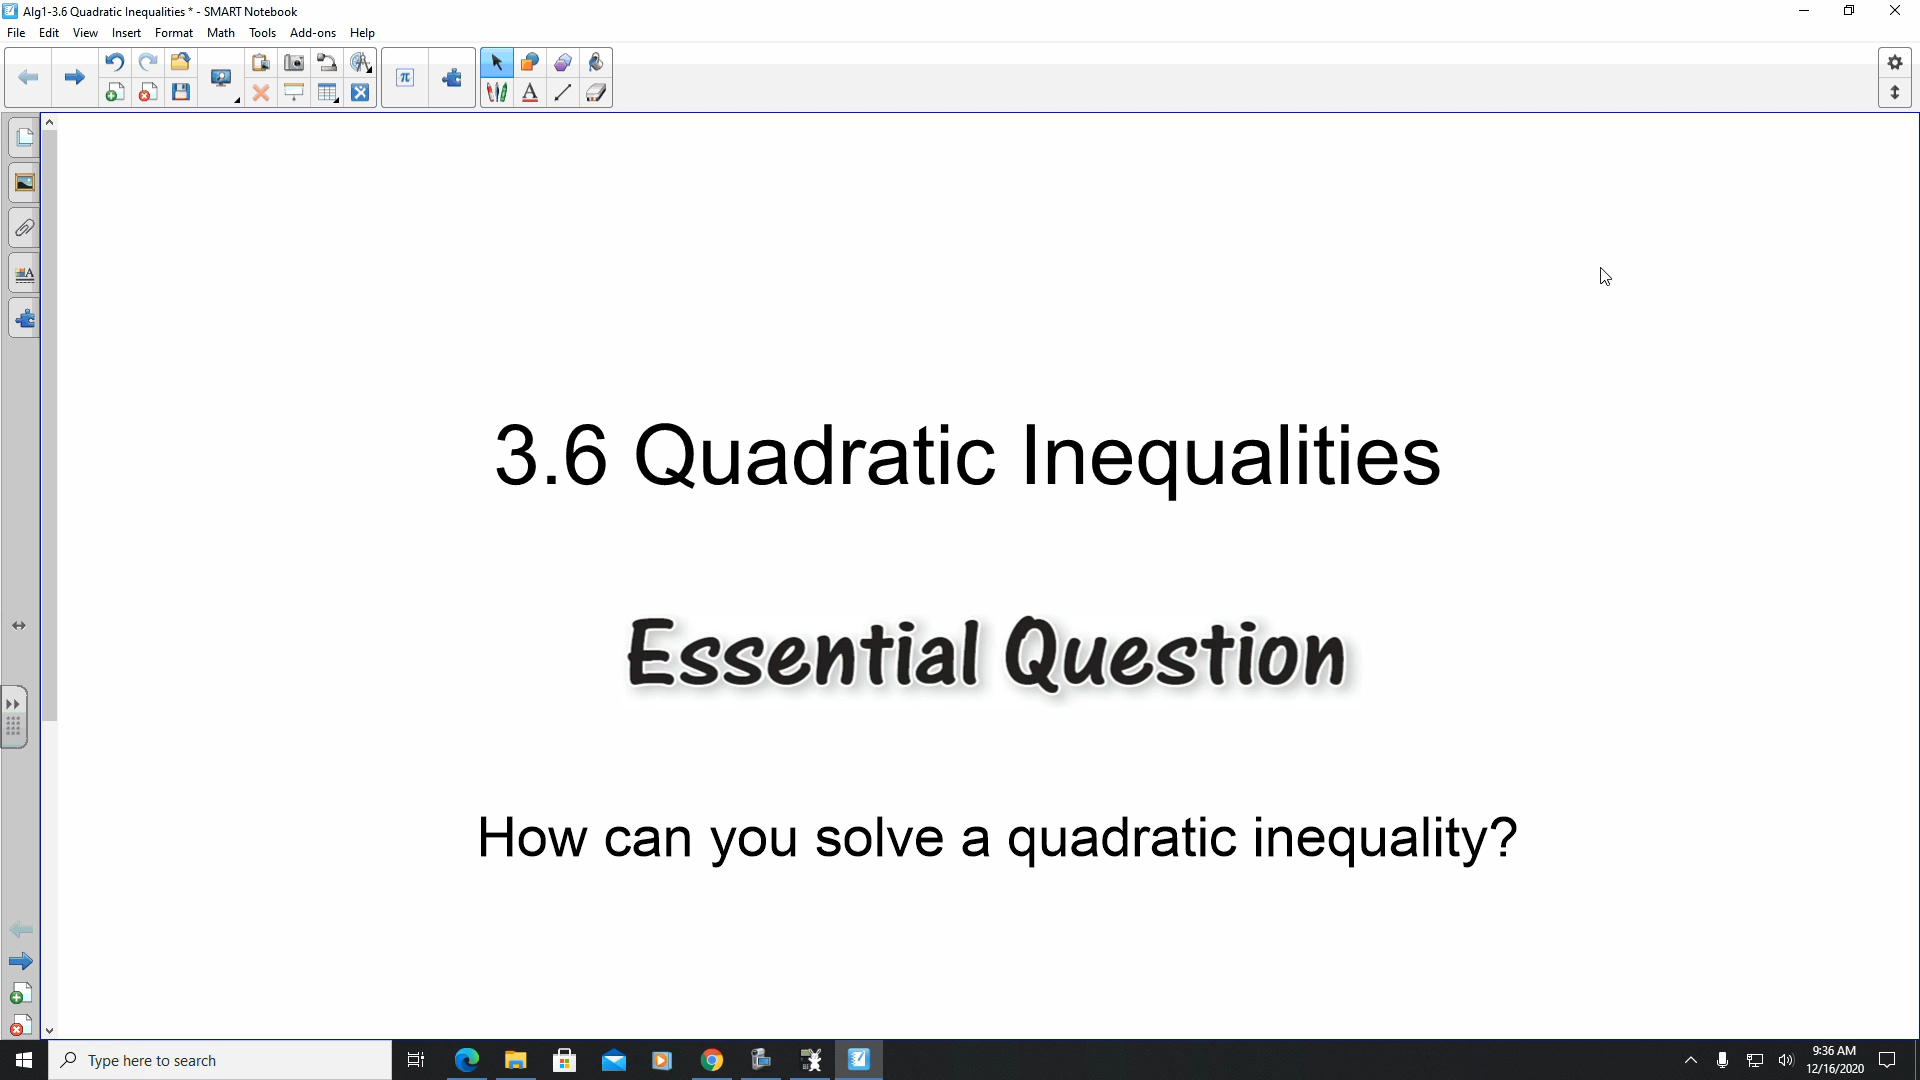 Alg1-3.6 Quadratic Inequalities * - SMART Notebook
File Edit View Insert Format Math Tools Add-ons Help
π
A
A
3.6 Quadratic Inequalities
Essential Question
How can you solve a quadratic inequality?
Type here to search
9:36 AM
12/16/2020